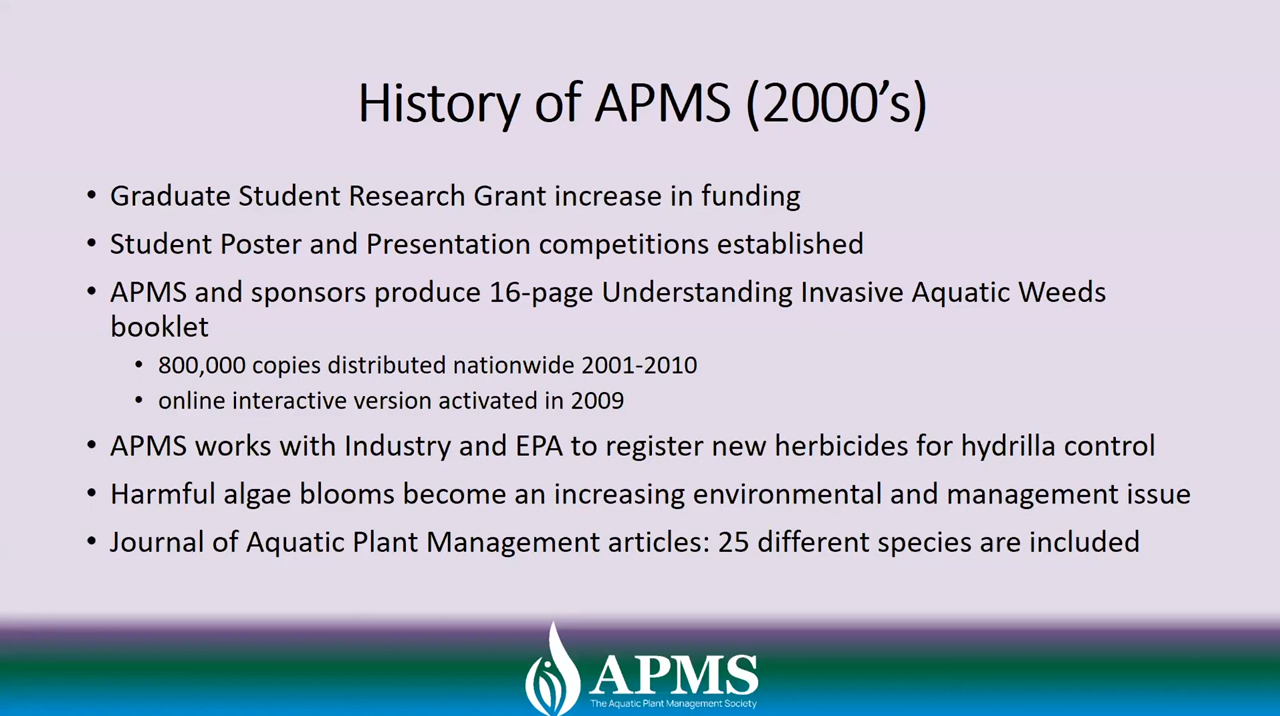 History of APMS (2000’s)
• Graduate Student Research Grant increase in funding
• Student Poster and Presentation competitions established
• APMS and sponsors produce 16-page Understanding Invasive Aquatic Weeds
booklet
• 800,000 copies distributed nationwide 2001-2010
• online interactive version activated in 2009
• APMS works with Industry and EPA to register new herbicides for hydrilla control
• Harmful algae blooms become an increasing environmental and management issue
• Journal of Aquatic Plant Management articles: 25 different species are included
APMS
The Aquatic Plant Management Society